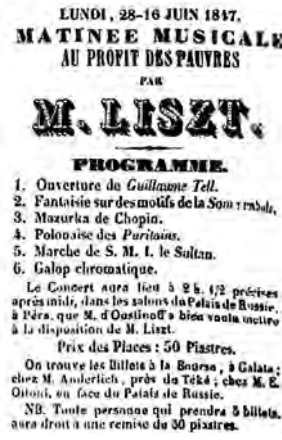 LUNDI, 28-16 JUIN 1847.
MATINEE MUSICALE
AU PROFIT DES PAUVRES
PAR
M. LISZT.
PROGRAMME.
1. Ouverture de Guillaume Tell.
2. Fantaisie sur des motifs de la Somnambule,
3. Mazurka de Chopin.
4. Polonaise des Puritains.
5. Marche de S. M. I. le Sultan.
6. Galop chromatique.
Le Concert aura lieu à 2 h. 1/2 précises
après midi, dans les salons du Palais de Russie,
à Péra, que M. d'Oustinoff a bien voulu mettre
à la disposition de M. Liszt.
Prix des Places : 50 Piastres.
On trouve les Billets à la Bourse, à Galata;
chez M. Anderlich, près du Téké; chez M. E.
en face du Palais de Russie.
NB. Toute personne qui prendra 5 billets,
aura droit à une remise de 50 piastres.